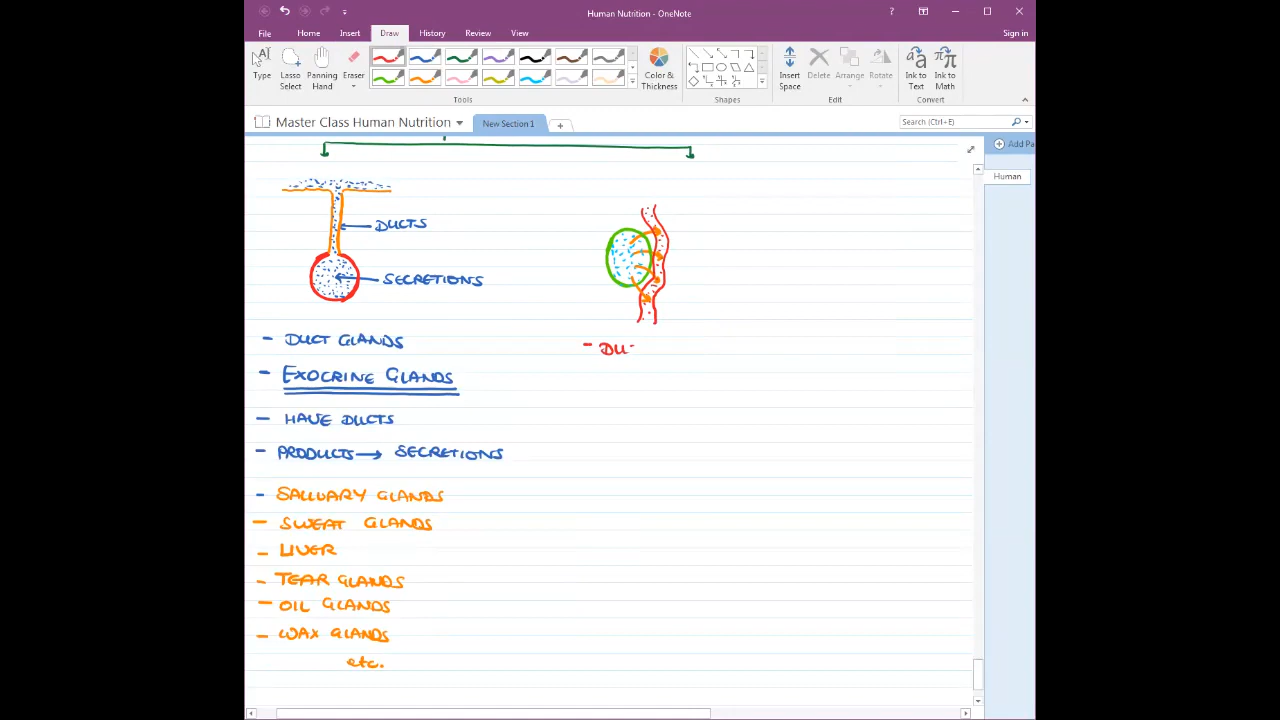 Human Nutrition - OneNote
File Home Insert Draw History Review View Sign in
Type
Lasso Select
Panning Hand
Eraser
Color & Thickness
Insert Space
Delete
Arrange
Rotate
Ink to Text
Ink to Math
Tools Shapes Edit Convert
Master Class Human Nutrition New Section 1 Search (Ctrl+E)
Add Pa
Human
DUCTS
SECRETIONS
- DUCT GLANDS
- EXOCRINE GLANDS
- HAVE DUCTS
- PRODUCTS → SECRETIONS
- SALIVARY GLANDS
- SWEAT GLANDS
- LIVER
- TEAR GLANDS
- OIL GLANDS
- WAX GLANDS
etc.
- DU